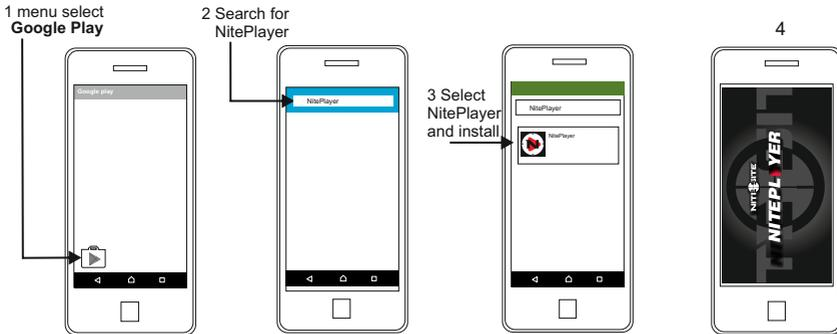 1 menu select
Google Play
Google play
2 Search for
NitePlayer
NitePlayer
3 Select
NitePlayer
and install
NitePlayer
NitePlayer
4
NITESITE
NITEPLAYER